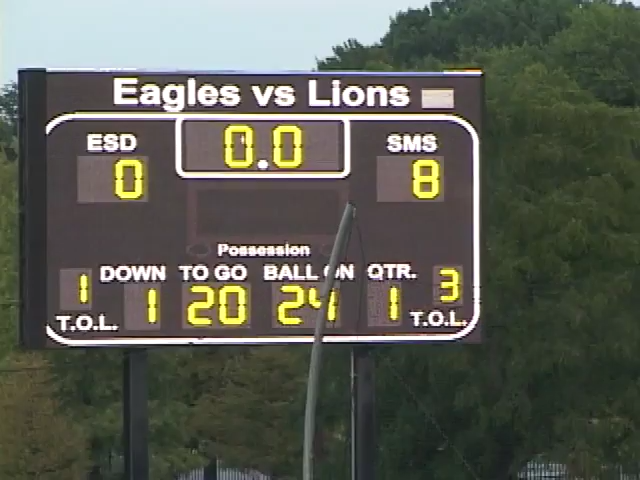 Eagles vs Lions
ESD 0.0 SMS
0 8
Possession
DOWN TO GO BALL ON QTR.
1 1 20 24 1 3
T.O.L. T.O.L.